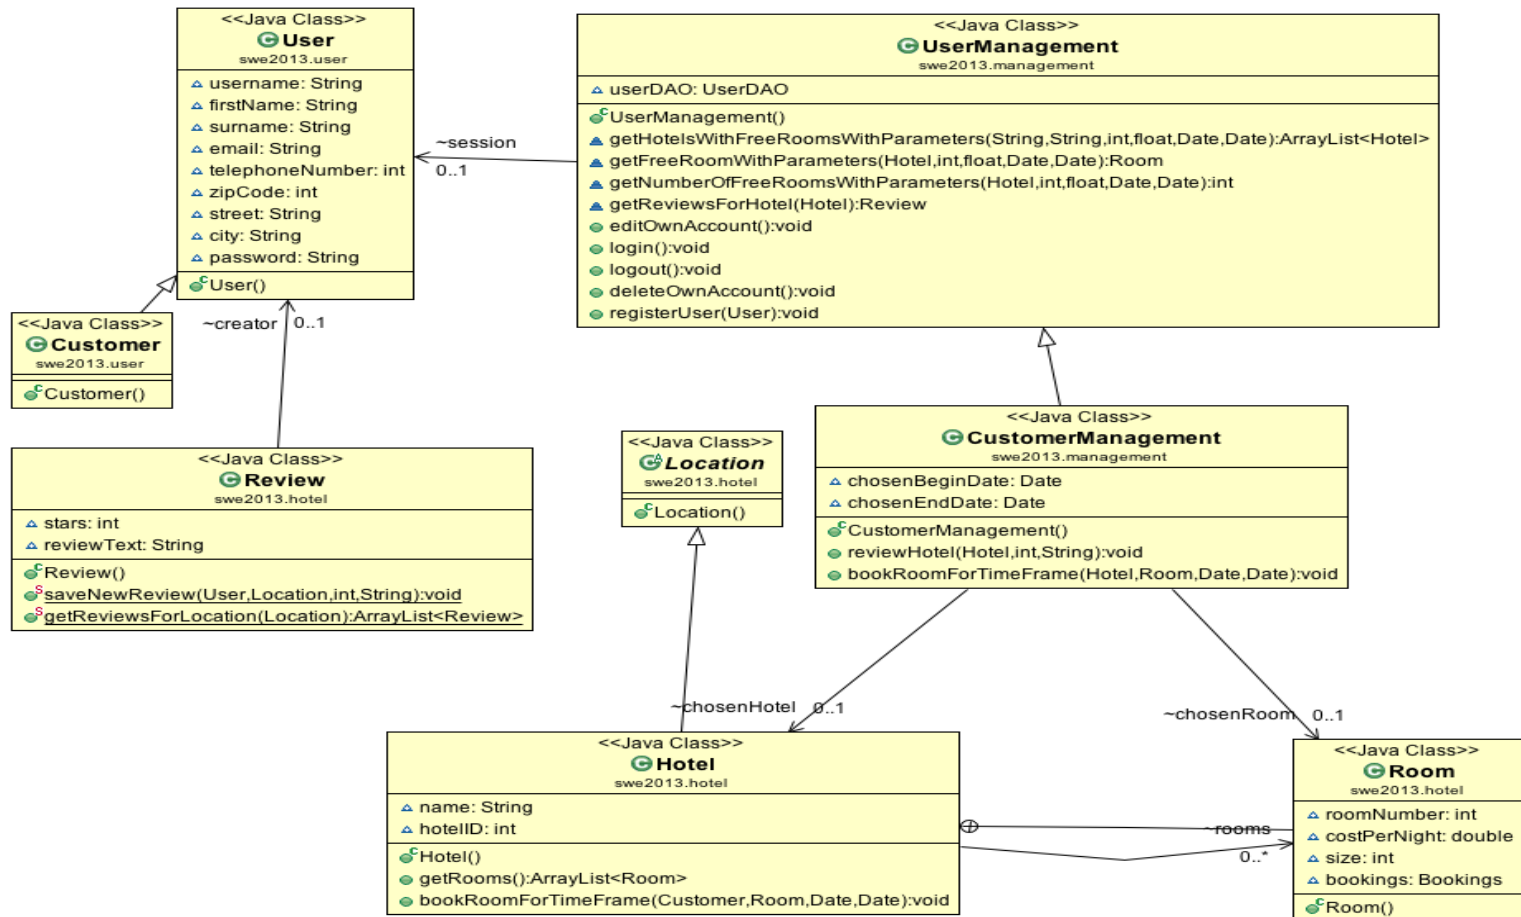 <<Java Class>>
User
swe2013.user
username: String
firstName: String
surname: String
email: String
telephoneNumber: int
zipCode: int
street: String
city: String
password: String
User()
<<Java Class>>
UserManagement
swe2013.management
userDAO: UserDAO
UserManagement()
getHotelsWithFreeRoomsWithParameters(String,String,int,float,Date,Date):ArrayList<Hotel>
getFreeRoomWithParameters(Hotel,int,float,Date,Date):Room
getNumberOfFreeRoomsWithParameters(Hotel,int,float,Date,Date):int
getReviewsForHotel(Hotel):Review
editOwnAccount():void
login():void
logout():void
deleteOwnAccount():void
registerUser(User):void
~session
0..1
<<Java Class>>
Customer
swe2013.user
Customer()
~creator 0..1
<<Java Class>>
Review
swe2013.hotel
stars: int
reviewText: String
Review()
saveNewReview(User,Location,int,String):void
getReviewsForLocation(Location):ArrayList<Review>
<<Java Class>>
Location
swe2013.hotel
Location()
<<Java Class>>
CustomerManagement
swe2013.management
chosenBeginDate: Date
chosenEndDate: Date
CustomerManagement()
reviewHotel(Hotel,int,String):void
bookRoomForTimeFrame(Hotel,Room,Date,Date):void
~chosenHotel 0..1
~chosenRoom 0..1
<<Java Class>>
Hotel
swe2013.hotel
name: String
hotelID: int
Hotel()
getRooms():ArrayList<Room>
bookRoomForTimeFrame(Customer,Room,Date,Date):void
~rooms
0..*
<<Java Class>>
Room
swe2013.hotel
roomNumber: int
costPerNight: double
size: int
bookings: Bookings
Room()